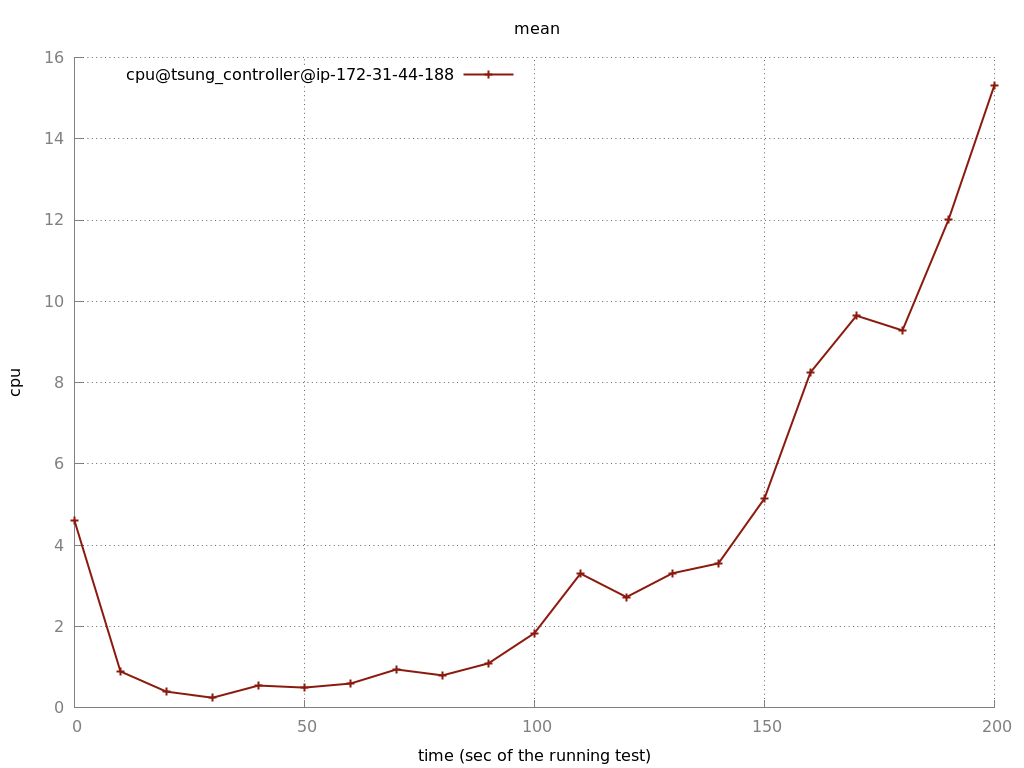 mean
16
cpu@tsung_controller@ip-172-31-44-188
14
12
10
8
6
4
2
0
cpu
0 50 100 150 200
time (sec of the running test)